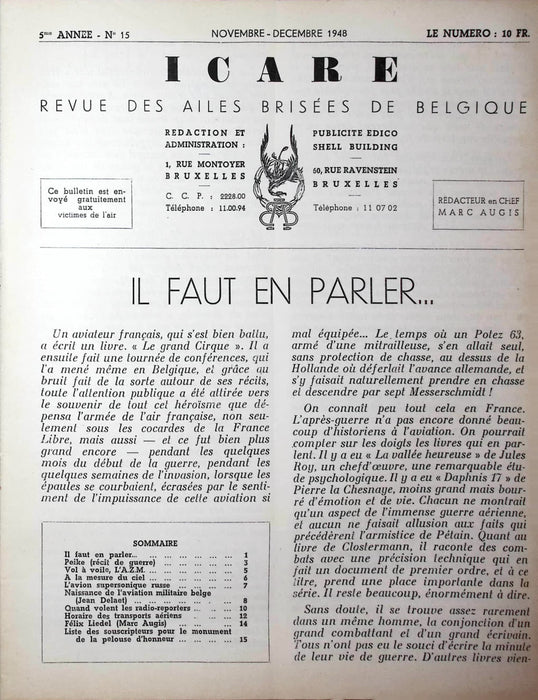 5me ANNEE - N° 15
NOVEMBRE - DECEMBRE 1948
LE NUMERO : 10 FR.
ICARE
REVUE DES AILES BRISÉES DE BELGIQUE
Ce bulletin est en-
voyé gratuitement
aux
victimes de l'air
REDACTION ET
ADMINISTRATION :
1, RUE MONTOYER
BRUXELLES
C. C. P. : 2228.00
Téléphone : 11.00.94
PUBLICITE EDICO
SHELL BUILDING
60, RUE RAVENSTEIN
BRUXELLES
Téléphone : 11 07 02
RÉDACTEUR en CHEF
MARC AUGIS
IL FAUT EN PARLER...
Un aviateur français, qui s'est bien battu,
a écrit un livre. « Le grand Cirque ». Il a
ensuite fait une tournée de conférences, qui
l'a mené même en Belgique, et grâce au
bruit fait de la sorte autour de ses récits,
toute l'attention publique a été attirée vers
le souvenir de tout cel héroïsme que dé-
pensa l'armée de l'air française, non seu-
lement sous les cocardes de la France
Libre, mais aussi — et ce fut bien plus
grand encore — pendant les quelques
mois du début de la guerre, pendant les
quelques semaines de l'invasion, lorsque les
épaules se courbaient, écrasées par le senti-
ment de l'impuissance de cette aviation si
SOMMAIRE
Il faut en parler... ... ... ... ... ... 1
Peike (récit de guerre) ... ... ... ... 3
Vol à voile, L'A.Z.M. ... ... ... ... 5
A la mesure du ciel ... ... ... ... ... 6
L'avion supersonique russe ... ... ... 7
Naissance de l'aviation militaire belge
(Jean Delaet) ... ... ... ... ... ... 8
Quand volent les radio-reporters ... ... 10
Horaire des transports aériens ... ... 12
Félix Liedel (Marc Augis) ... ... ... 14
Liste des souscripteurs pour le monument
de la pelouse d'honneur ... ... ... ... 15
mal équipée... Le temps où un Potez 63,
armé d'une mitrailleuse, s'en allait seul,
sans protection de chasse, au dessus de la
Hollande où déferlait l'avance allemande, et
s'y faisait naturellement prendre en chasse
et descendre par sept Messerschmidt !
On connaît peu tout cela en France.
L'après-guerre n'a pas encore donné beau-
coup d'historiens à l'aviation. On pourrait
compter sur les doigts les livres qui en par-
lent. Il y a eu « La vallée heureuse » de Jules
Roy, un chef d'œuvre, une remarquable étu-
de psychologique. Il y a eu « Daphnis 17 » de
Pierre la Chesnaye, moins grand mais bour-
ré d'émotion et de vie. Chacun ne montrait
qu'un aspect de l'immense guerre aérienne,
et aucun ne faisait allusion aux faits qui
précédèrent l'armistice de Pétain. Quant au
livre de Clostermann, il raconte des com-
bats avec une précision technique qui en
fait un document de premier ordre, et à ce
titre, prend une place importante dans la
série. Il reste beaucoup, énormément à dire.
Sans doute, il se trouve assez rarement
dans un même homme, la conjonction d'un
grand combattant et d'un grand écrivain.
Tous n'ont pas eu le souci d'écrire la minute
de leur vie de guerre. D'autres livres vien-